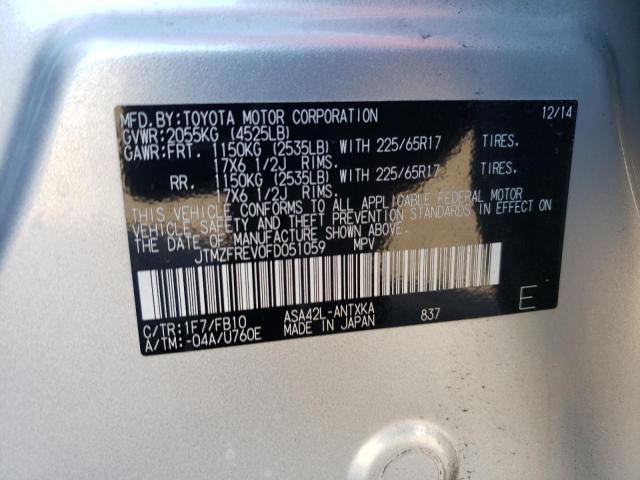 MFD.BY:TOYOTA MOTOR CORPORATION 12/14
GVWR:2055KG (4525LB)
GAWR:FRT. 1150KG (2535LB) WITH 225/65R17 TIRES.
17X6 1/2J RIMS.
RR. 1150KG (2535LB) WITH 225/65R17 TIRES.
17X6 1/2J RIMS.
THIS VEHICLE CONFORMS TO ALL APPLICABLE FEDERAL MOTOR
VEHICLE SAFETY AND THEFT PREVENTION STANDARDS IN EFFECT ON
THE DATE OF MANUFACTURE SHOWN ABOVE.
JTMZFREV0FD051059 MPV
C/TR:1F7/FB10 ASA42L-ANTXKA 837 E
A/TM:-04A/U760E MADE IN JAPAN